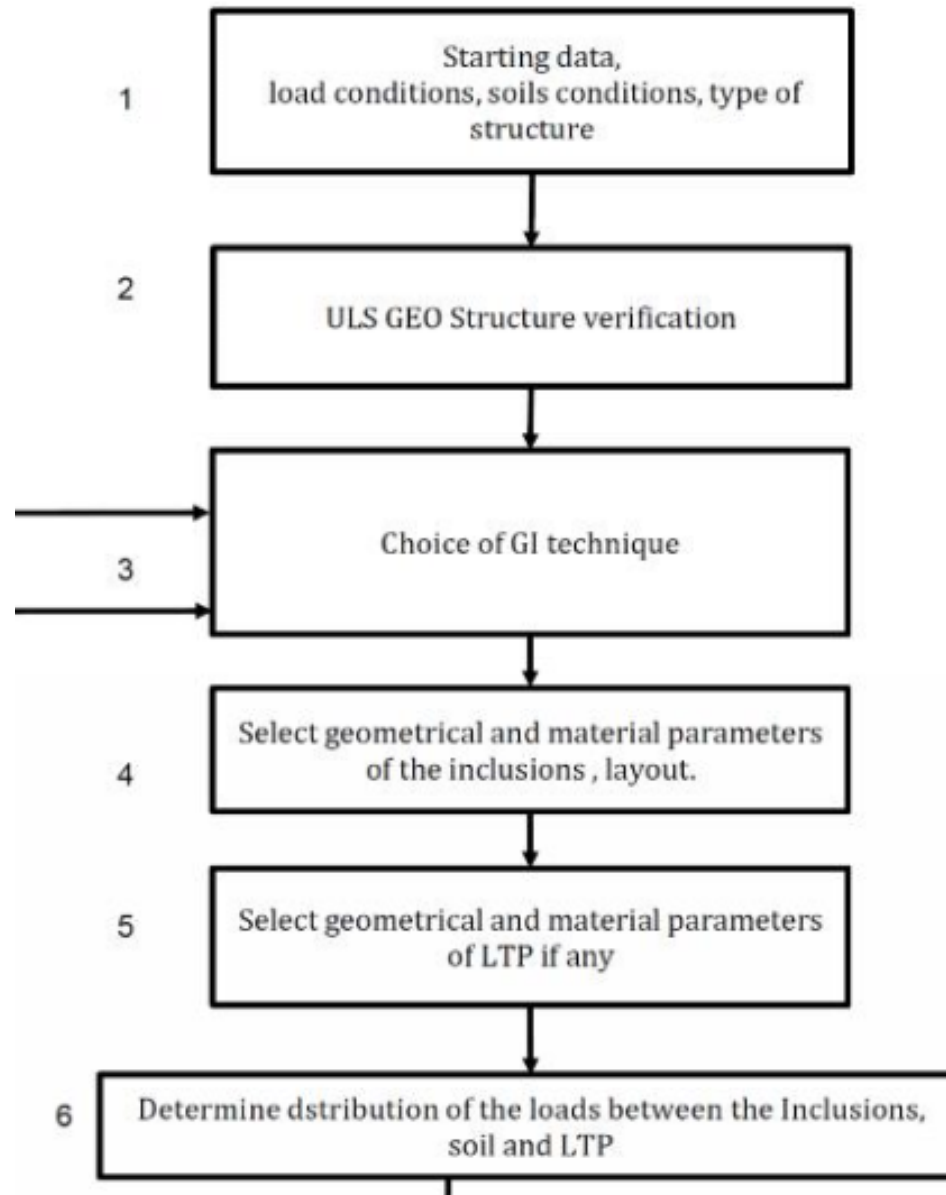 1
Starting data,
load conditions, soils conditions, type of
structure
2
ULS GEO Structure verification
3
Choice of GI technique
4
Select geometrical and material parameters
of the inclusions , layout.
5
Select geometrical and material parameters
of LTP if any
6
Determine dstribution of the loads between the Inclusions,
soil and LTP